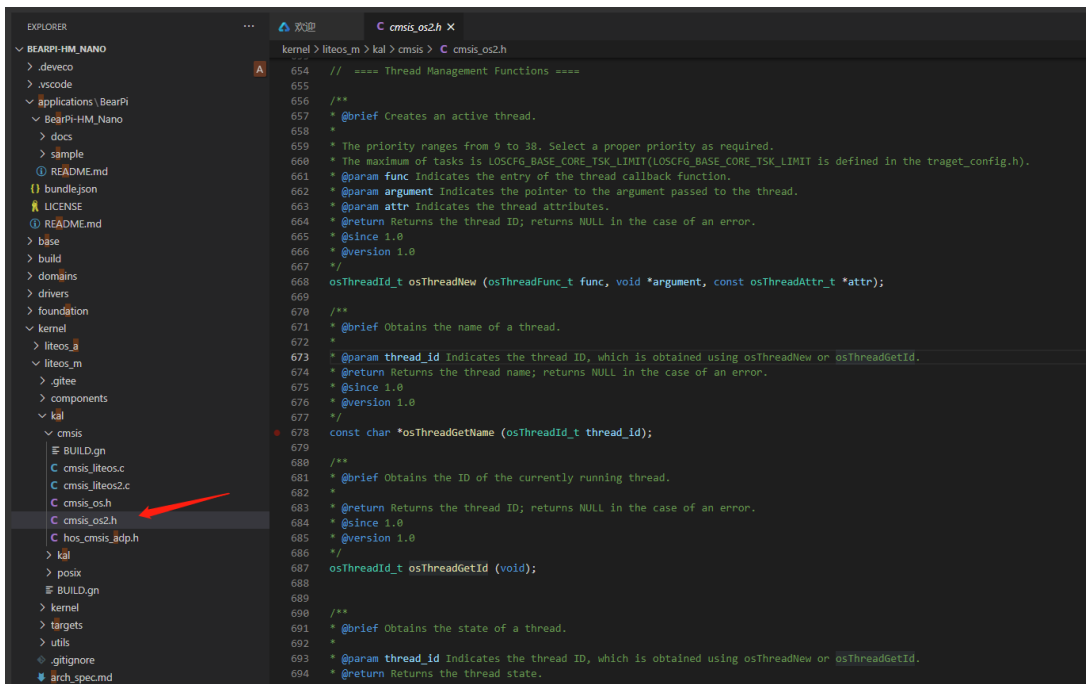 EXPLORER ...
BEARPI-HM_NANO
.deveco
A
.vscode
applications \ BearPi
BearPi-HM_Nano
docs
sample
README.md
bundle.json
LICENSE
README.md
base
build
domains
drivers
foundation
kernel
liteos_a
liteos_m
.gitee
components
kal
cmsis
BUILD.gn
cmsis_liteos.c
cmsis_liteos2.c
cmsis_os.h
cmsis_os2.h
hos_cmsis_adp.h
kal
posix
BUILD.gn
kernel
targets
utils
.gitignore
arch_spec.md
欢迎
C cmsis_os2.h ×
kernel > liteos_m > kal > cmsis > C cmsis_os2.h
654 // ==== Thread Management Functions ====
655
656 /**
657 * @brief Creates an active thread.
658 *
659 * The priority ranges from 9 to 38. Select a proper priority as required.
660 * The maximum of tasks is LOSCFG_BASE_CORE_TSK_LIMIT(LOSCFG_BASE_CORE_TSK_LIMIT is defined in the traget_config.h).
661 * @param func Indicates the entry of the thread callback function.
662 * @param argument Indicates the pointer to the argument passed to the thread.
663 * @param attr Indicates the thread attributes.
664 * @return Returns the thread ID; returns NULL in the case of an error.
665 * @since 1.0
666 * @version 1.0
667 */
668 osThreadId_t osThreadNew (osThreadFunc_t func, void *argument, const osThreadAttr_t *attr);
669
670 /**
671 * @brief Obtains the name of a thread.
672 *
673 * @param thread_id Indicates the thread ID, which is obtained using osThreadNew or osThreadGetId.
674 * @return Returns the thread name; returns NULL in the case of an error.
675 * @since 1.0
676 * @version 1.0
677 */
678 const char *osThreadGetName (osThreadId_t thread_id);
679
680 /**
681 * @brief Obtains the ID of the currently running thread.
682 *
683 * @return Returns the thread ID; returns NULL in the case of an error.
684 * @since 1.0
685 * @version 1.0
686 */
687 osThreadId_t osThreadGetId (void);
688
689
690 /**
691 * @brief Obtains the state of a thread.
692 *
693 * @param thread_id Indicates the thread ID, which is obtained using osThreadNew or osThreadGetId.
694 * @return Returns the thread state.